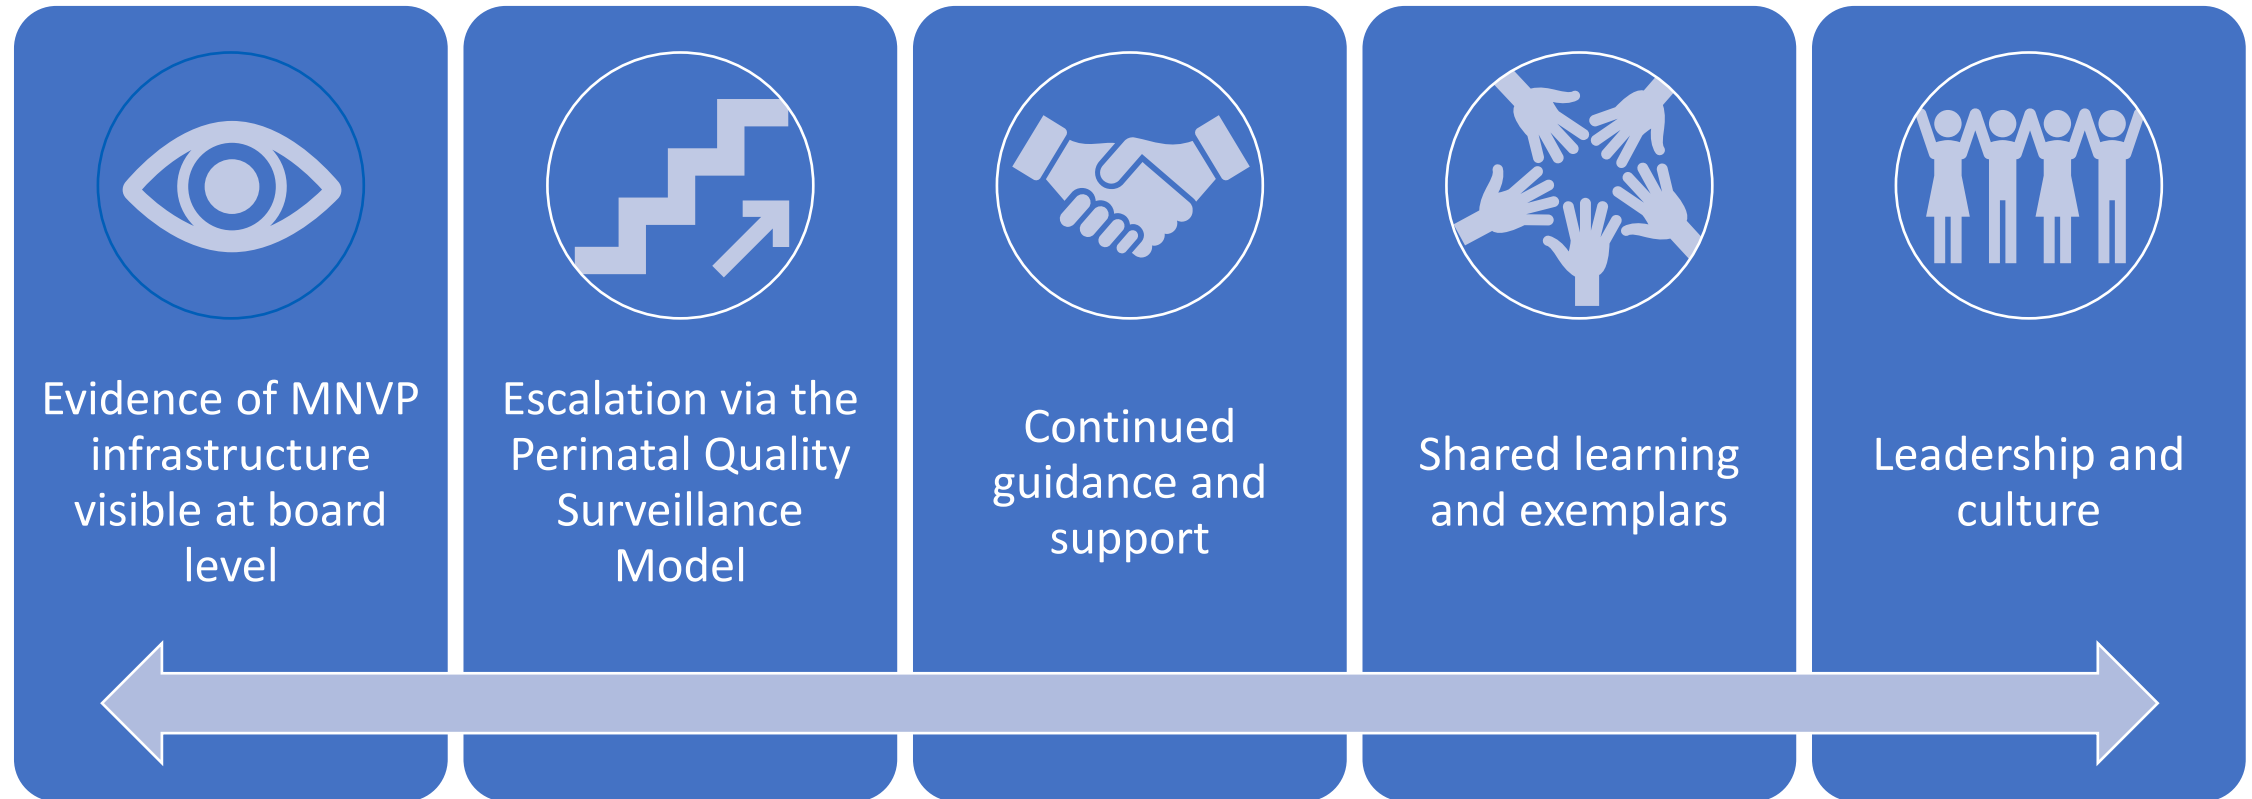 Evidence of MNVP
infrastructure
visible at board
level
Escalation via the
Perinatal Quality
Surveillance
Model
Continued
guidance and
support
Shared learning
and exemplars
Leadership and
culture